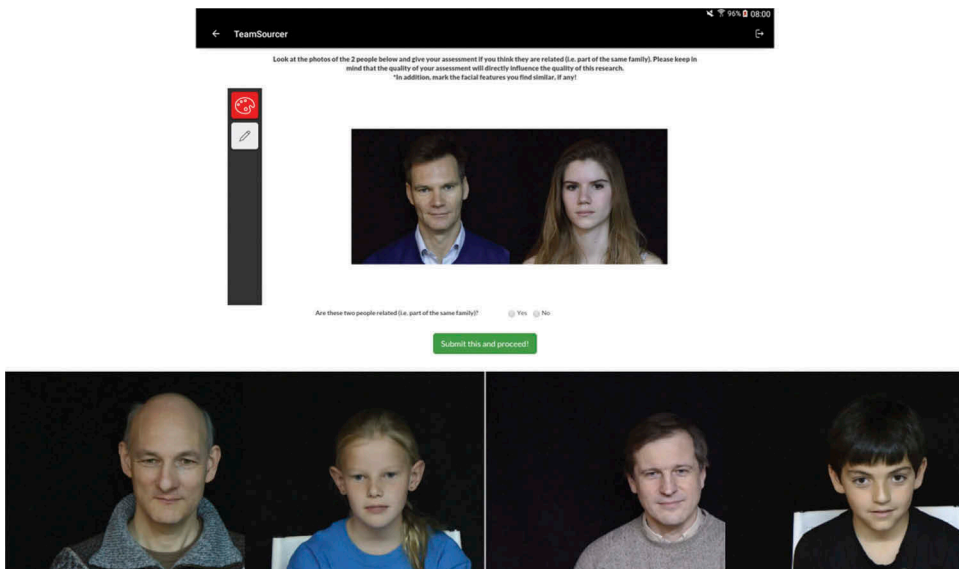 96% 08:00
TeamSourcer
Look at the photos of the 2 people below and give your assessment if you think they are related (i.e. part of the same family). Please keep in
mind that the quality of your assessment will directly influence the quality of this research.
*In addition, mark the facial features you find similar, if any!
Are these two people related (i.e. part of the same family)? Yes No
Submit this and proceed!